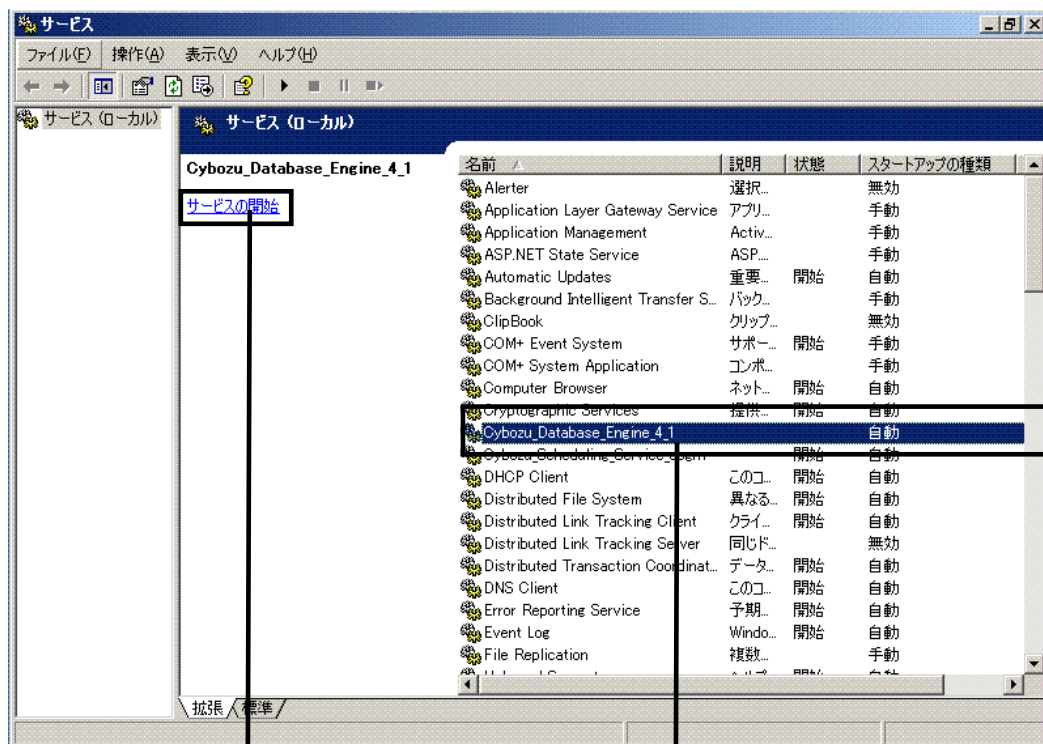 サービス
ファイル(F) 操作(A) 表示(V) ヘルプ(H)
サービス (ローカル)
サービス (ローカル)
Cybozu_Database_Engine_4_1
サービスの開始
名前 説明 状態 スタートアップの種類
Alerter 選択... 無効
Application Layer Gateway Service アプリ... 手動
Application Management Activ... 手動
ASP.NET State Service ASP.... 手動
Automatic Updates 重要... 開始 自動
Background Intelligent Transfer S... バック... 手動
ClipBook クリップ... 無効
COM+ Event System サポー... 開始 手動
COM+ System Application コンポ... 手動
Computer Browser ネット... 開始 自動
Cryptographic Services 提供... 開始 自動
Cybozu_Database_Engine_4_1 自動
Cybozu_Scheduling_Service_cbgrn 開始 自動
DHCP Client このコ... 開始 自動
Distributed File System 異なる... 開始 自動
Distributed Link Tracking Client クライ... 開始 自動
Distributed Link Tracking Server 同じド... 無効
Distributed Transaction Coordinat... データ... 開始 自動
DNS Client このコ... 開始 自動
Error Reporting Service 予期... 開始 自動
Event Log Windo... 開始 自動
File Replication 複数... 手動
拡張 標準